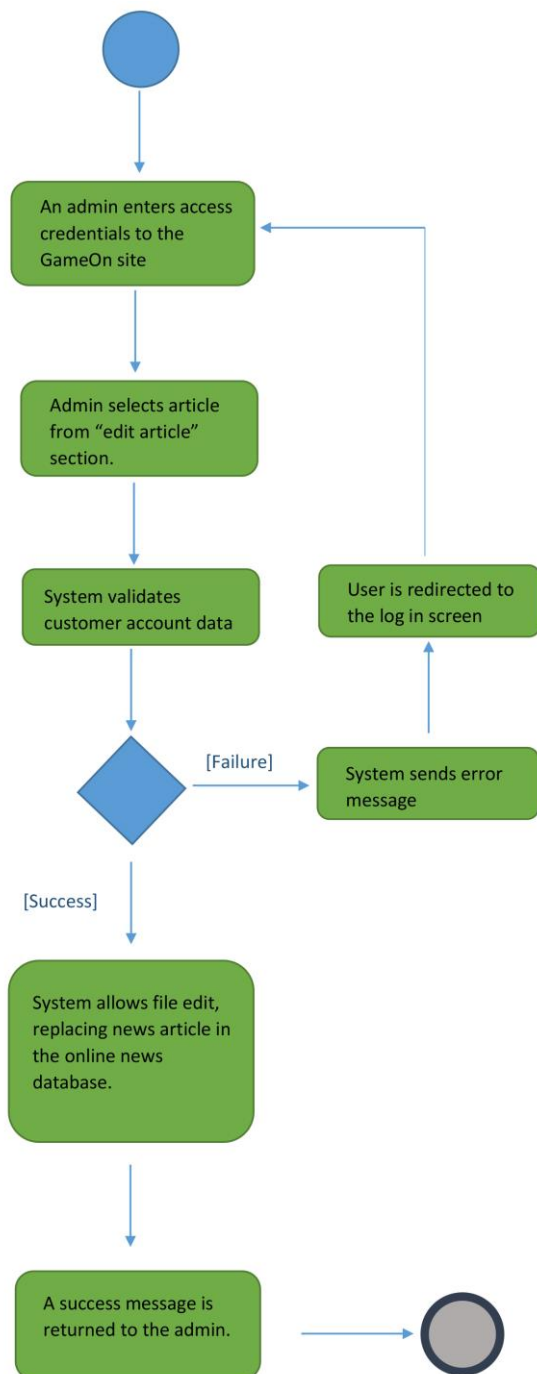 An admin enters access
credentials to the
GameOn site
Admin selects article
from “edit article”
section.
System validates
customer account data
User is redirected to
the log in screen
[Failure]
System sends error
message
[Success]
System allows file edit,
replacing news article in
the online news
database.
A success message is
returned to the admin.